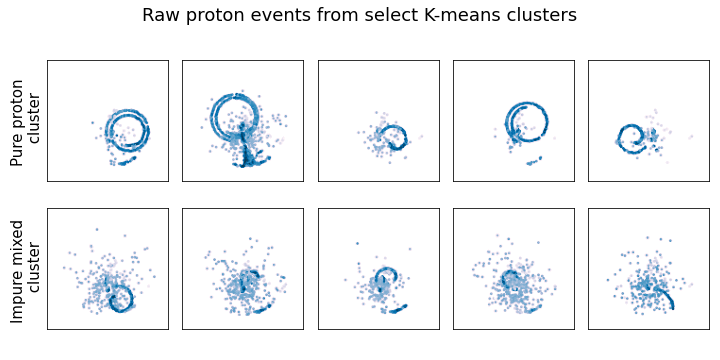 Raw proton events from select K-means clusters
Pure proton
cluster
Impure mixed
cluster